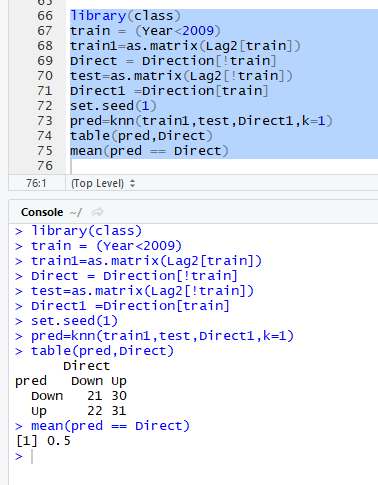 66 library(class)
67 train = (Year<2009)
68 train1=as.matrix(Lag2[train])
69 Direct = Direction[!train]
70 test=as.matrix(Lag2[!train])
71 Direct1 =Direction[train]
72 set.seed(1)
73 pred=knn(train1,test,Direct1,k=1)
74 table(pred,Direct)
75 mean(pred == Direct)
76
76:1 (Top Level)
Console ~/
> library(class)
> train = (Year<2009)
> train1=as.matrix(Lag2[train])
> Direct = Direction[!train]
> test=as.matrix(Lag2[!train])
> Direct1 =Direction[train]
> set.seed(1)
> pred=knn(train1,test,Direct1,k=1)
> table(pred,Direct)
Direct
pred Down Up
Down 21 30
Up 22 31
> mean(pred == Direct)
[1] 0.5
>